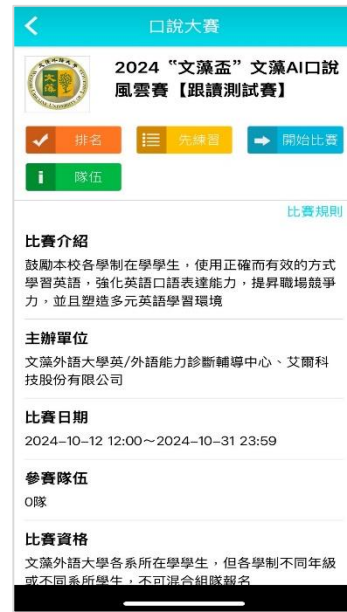 口說大賽
2024 “文藻盃” 文藻AI口說
風雲賽【跟讀測試賽】
排名
先練習
開始比賽
隊伍
比賽規則
比賽介紹
鼓勵本校各學制在學學生，使用正確而有效的方式
學習英語，強化英語口語表達能力，提昇職場競爭
力，並且塑造多元英語學習環境
主辦單位
文藻外語大學英/外語能力診斷輔導中心、艾爾科
技股份有限公司
比賽日期
2024-10-12 12:00～2024-10-31 23:59
參賽隊伍
0隊
比賽資格
文藻外語大學各系所在學學生，但各學制不同年級
或不同系所學生，不可混合組隊報名